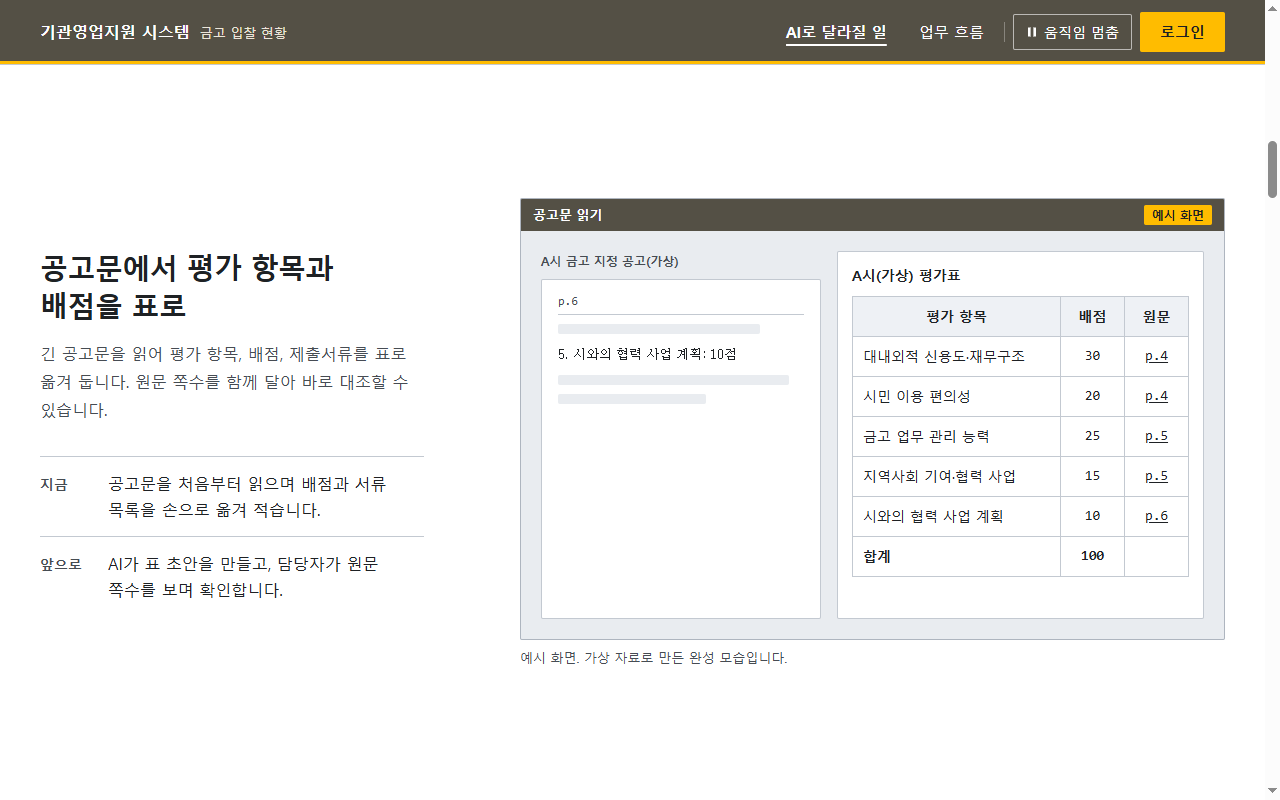 기관영업지원 시스템 금고 입찰 현황
AI로 달라질 일
업무 흐름
움직임 멈춤
로그인
공고문에서 평가 항목과
배점을 표로
긴 공고문을 읽어 평가 항목, 배점, 제출서류를 표로
옮겨 둡니다. 원문 쪽수를 함께 달아 바로 대조할 수
있습니다.
지금 공고문을 처음부터 읽으며 배점과 서류
목록을 손으로 옮겨 적습니다.
앞으로 AI가 표 초안을 만들고, 담당자가 원문
쪽수를 보며 확인합니다.
공고문 읽기 예시 화면
A시 금고 지정 공고(가상)
p.6
5. 시와의 협력 사업 계획: 10점
A시(가상) 평가표
평가 항목 배점 원문
대내외적 신용도·재무구조 30 p.4
시민 이용 편의성 20 p.4
금고 업무 관리 능력 25 p.5
지역사회 기여·협력 사업 15 p.5
시와의 협력 사업 계획 10 p.6
합계 100
예시 화면. 가상 자료로 만든 완성 모습입니다.